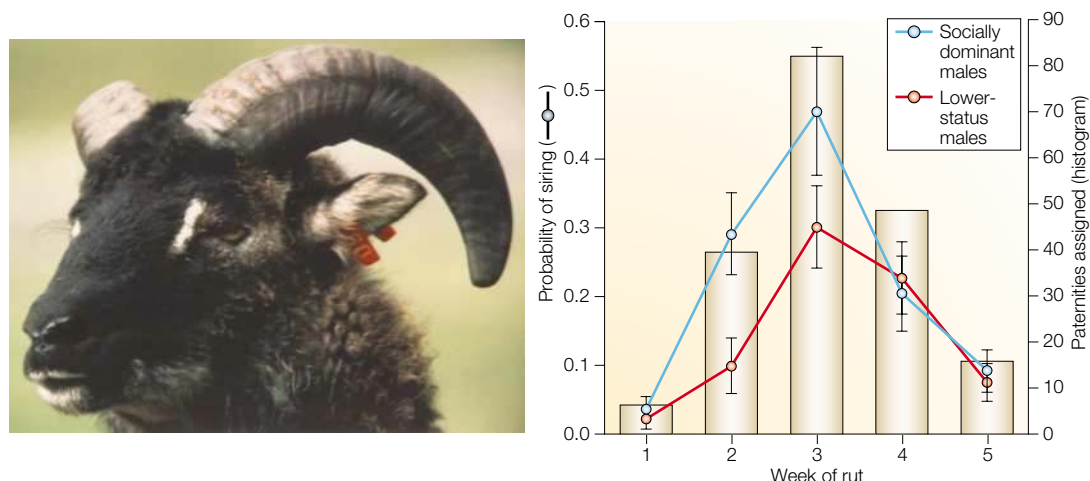 0.6
0.5
0.4
0.3
0.2
0.1
0.0
Probability of siring (
)
90
80
70
60
50
40
30
20
10
0
Paternities assigned (histogram)
Socially
dominant
males
Lower-
status
males
1
2
3
4
5
Week of rut